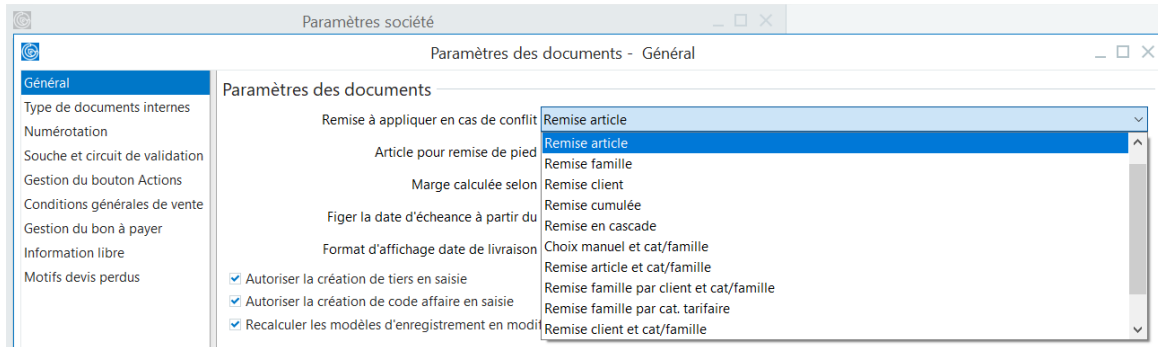 Paramètres société
Paramètres des documents - Général
Général
Type de documents internes
Numérotation
Souche et circuit de validation
Gestion du bouton Actions
Conditions générales de vente
Gestion du bon à payer
Information libre
Motifs devis perdus
Paramètres des documents
Remise à appliquer en cas de conflit Remise article
Article pour remise de pied
Marge calculée selon
Figer la date d'écheance à partir du
Format d'affichage date de livraison
Autoriser la création de tiers en saisie
Autoriser la création de code affaire en saisie
Recalculer les modèles d'enregistrement en modif
Remise article
Remise famille
Remise client
Remise cumulée
Remise en cascade
Choix manuel et cat/famille
Remise article et cat/famille
Remise famille par client et cat/famille
Remise famille par cat. tarifaire
Remise client et cat/famille